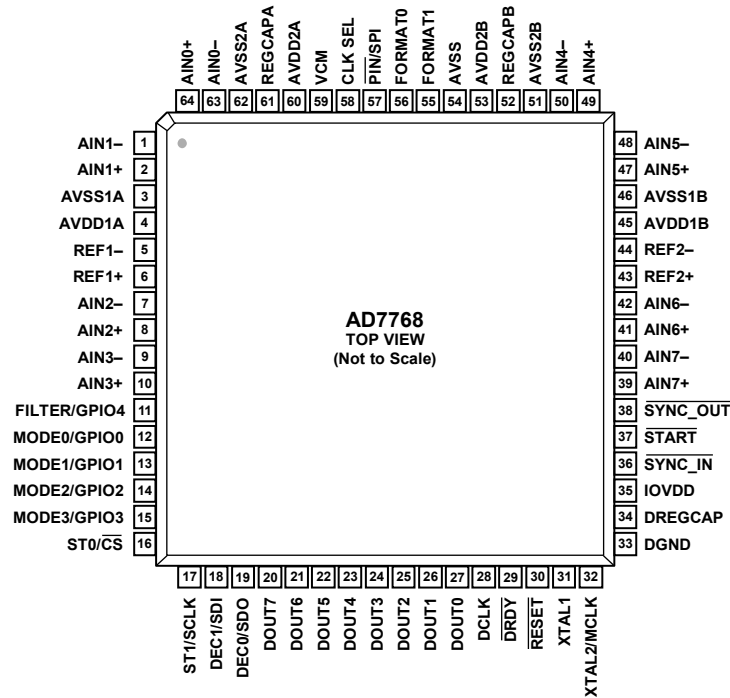 AIN0+
AIN0–
AVSS2A
REGCAPA
AVDD2A
VCM
CLK SEL
PIN/SPI
FORMAT0
FORMAT1
AVSS
AVDD2B
REGCAPB
AVSS2B
AIN4–
AIN4+
64 63 62 61 60 59 58 57 56 55 54 53 52 51 50 49
AIN1– 1
AIN1+ 2
AVSS1A 3
AVDD1A 4
REF1– 5
REF1+ 6
AIN2– 7
AIN2+ 8
AIN3– 9
AIN3+ 10
FILTER/GPIO4 11
MODE0/GPIO0 12
MODE1/GPIO1 13
MODE2/GPIO2 14
MODE3/GPIO3 15
ST0/CS 16
AD7768
TOP VIEW
(Not to Scale)
48 AIN5–
47 AIN5+
46 AVSS1B
45 AVDD1B
44 REF2–
43 REF2+
42 AIN6–
41 AIN6+
40 AIN7–
39 AIN7+
38 SYNC_OUT
37 START
36 SYNC_IN
35 IOVDD
34 DREGCAP
33 DGND
17 18 19 20 21 22 23 24 25 26 27 28 29 30 31 32
ST1/SCLK
DEC1/SDI
DEC0/SDO
DOUT7
DOUT6
DOUT5
DOUT4
DOUT3
DOUT2
DOUT1
DOUT0
DCLK
DRDY
RESET
XTAL1
XTAL2/MCLK